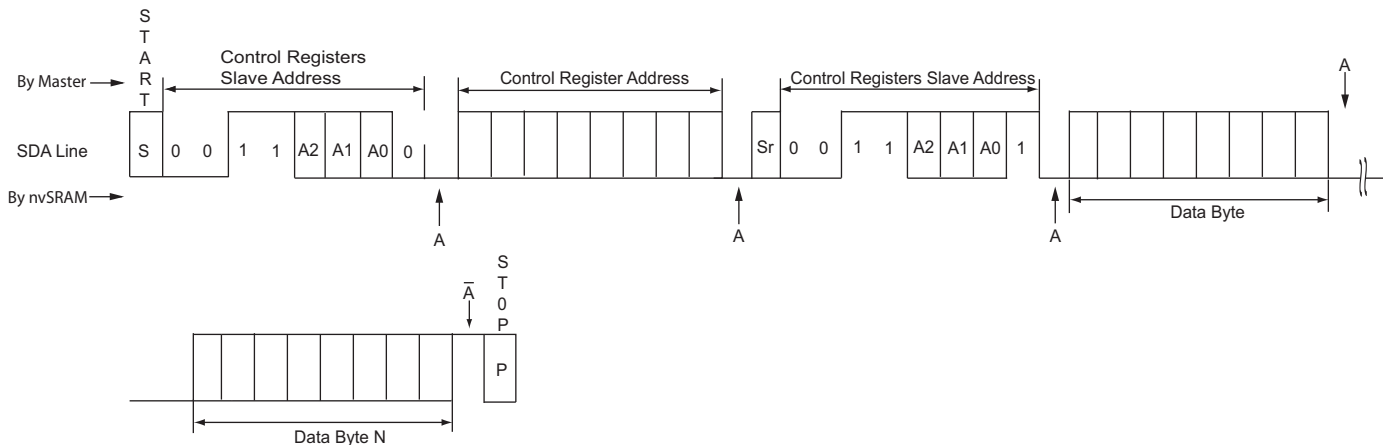 START
Control Registers
Slave Address
By Master
Control Register Address
Control Registers Slave Address
A
SDA Line
S 0 0 1 1 A2 A1 A0 0
Sr 0 0 1 1 A2 A1 A0 1
By nvSRAM
A
A
A
Data Byte
A̅
ST0P
P
Data Byte N